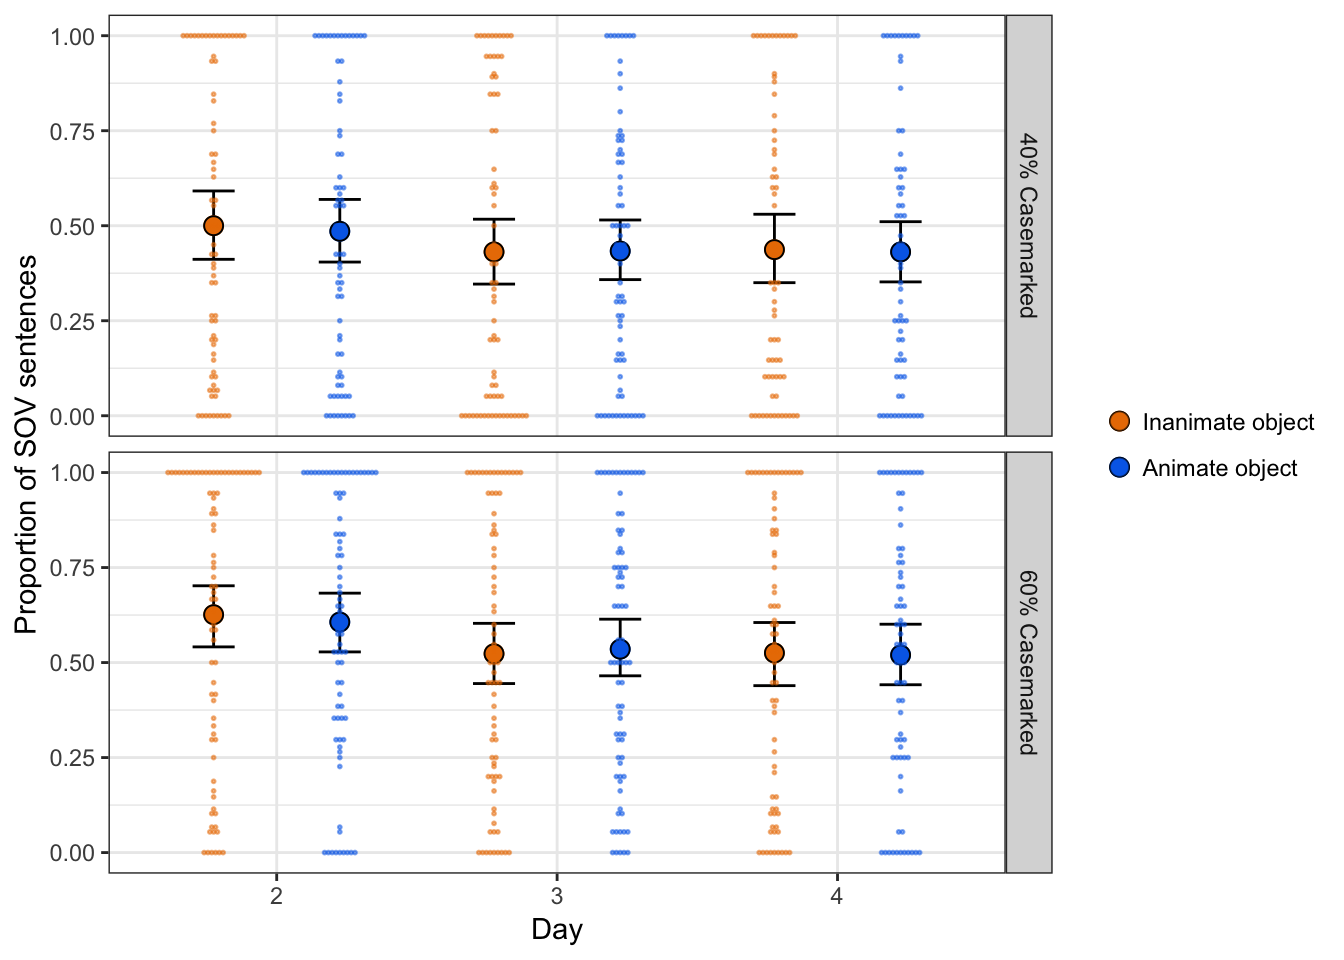 Proportion of SOV sentences
1.00
0.75
0.50
0.25
0.00
40% Casemarked
1.00
0.75
0.50
0.25
0.00
60% Casemarked
2
3
4
Day
Inanimate object
Animate object